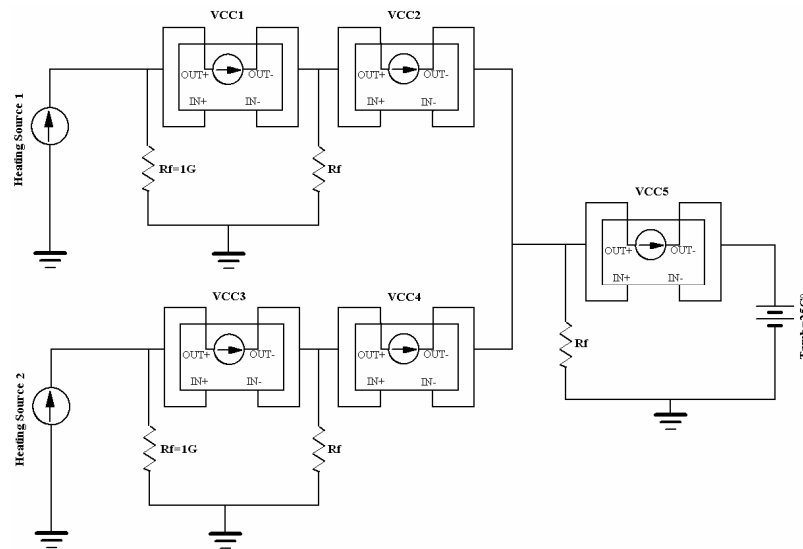 VCC1
VCC2
OUT+ OUT- OUT+ OUT-
IN+ IN- IN+ IN-
Heating Source 1
Rf=1G
Rf
VCC5
OUT+ OUT-
IN+ IN-
Rf
VCC3
VCC4
OUT+ OUT- OUT+ OUT-
IN+ IN- IN+ IN-
Heating Source 2
Rf=1G
Rf